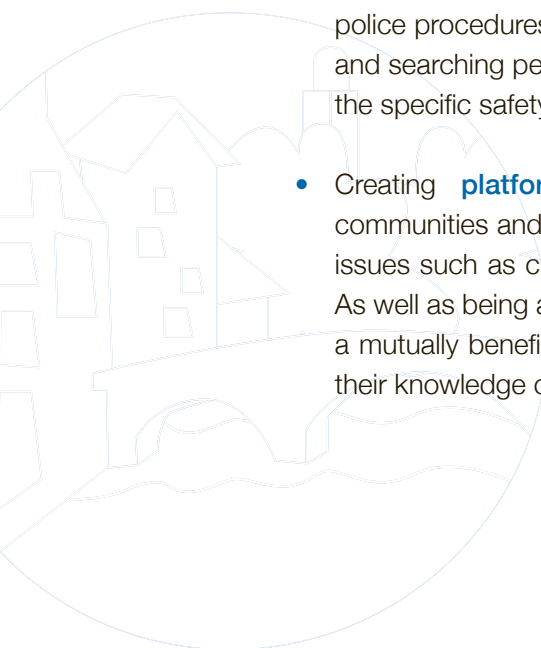 police procedures
and searching pe
the specific safety
• Creating platfor
communities and
issues such as c
As well as being a
a mutually benefi
their knowledge o